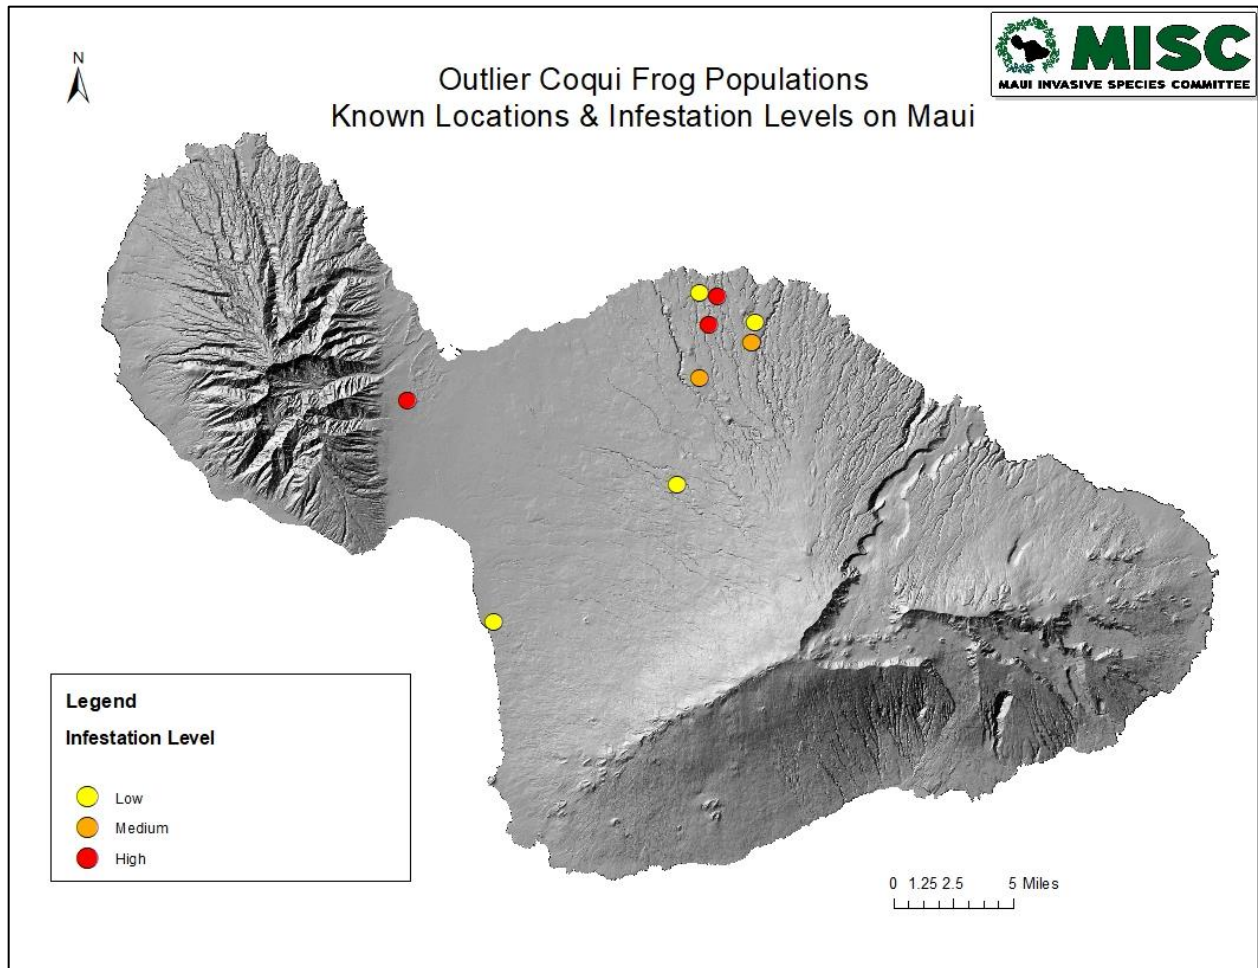 MISC
MAUI INVASIVE SPECIES COMMITTEE
N
Outlier Coqui Frog Populations
Known Locations & Infestation Levels on Maui
Legend
Infestation Level
Low
Medium
High
0 1.25 2.5 5 Miles